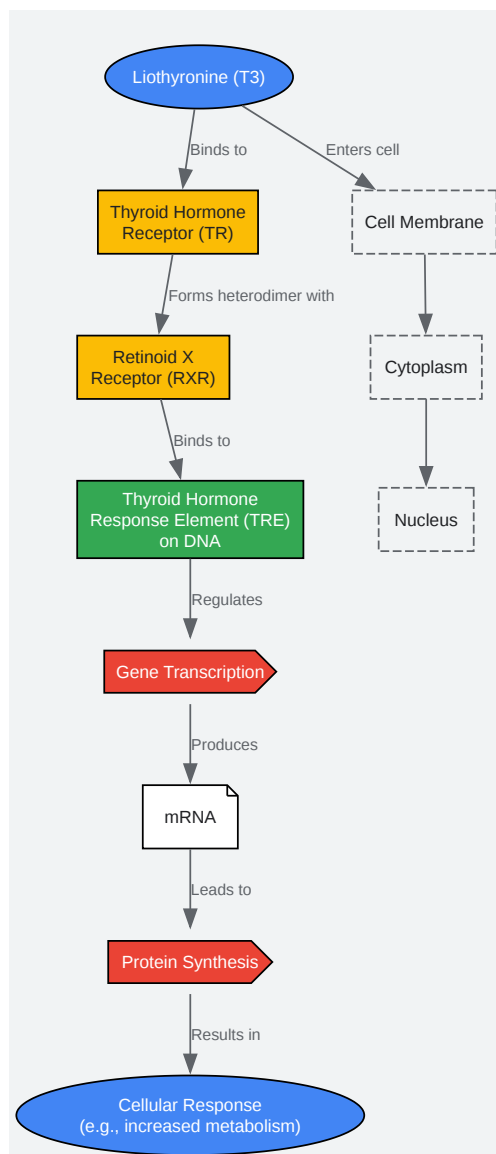 Liothyronine (T3)
Binds to
Enters cell
Thyroid Hormone
Receptor (TR)
Cell Membrane
Forms heterodimer with
Retinoid X
Receptor (RXR)
Cytoplasm
Binds to
Thyroid Hormone
Response Element (TRE)
on DNA
Nucleus
Regulates
Gene Transcription
Produces
mRNA
Leads to
Protein Synthesis
Results in
Cellular Response
(e.g., increased metabolism)